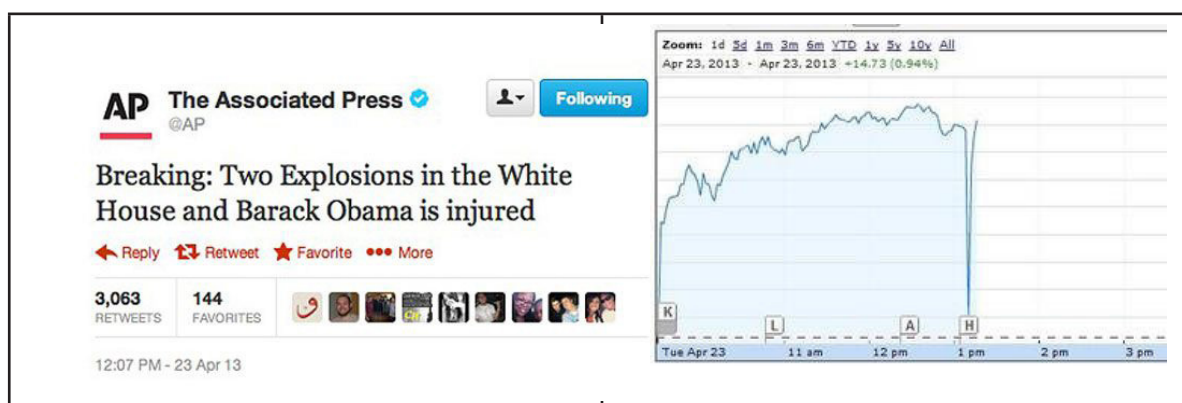 AP
The Associated Press
@AP
Following
Breaking: Two Explosions in the White
House and Barack Obama is injured
Reply Retweet Favorite More
3,063
RETWEETS
144
FAVORITES
12:07 PM - 23 Apr 13
Zoom: 1d 5d 1m 3m 6m YTD 1y 5y 10y All
Apr 23, 2013 - Apr 23, 2013 +14.73 (0.94%)
K
L
A
H
Tue Apr 23 11 am 12 pm 1 pm 2 pm 3 pm